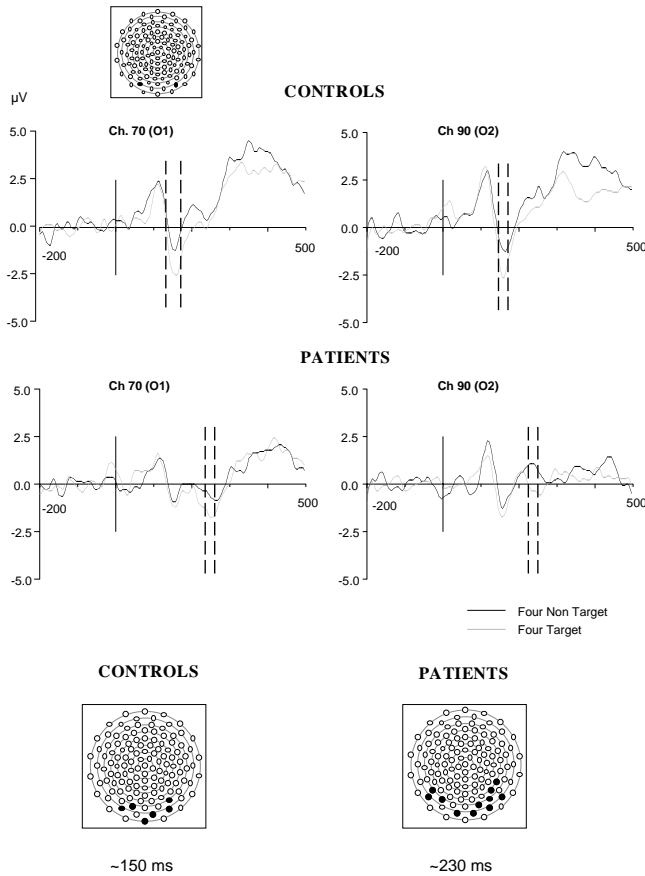 CONTROLS
µV
Ch. 70 (O1)
Ch 90 (O2)
5.0
2.5
0.0
-2.5
-5.0
-200
500
5.0
2.5
0.0
-2.5
-5.0
-200
500
PATIENTS
Ch 70 (O1)
Ch 90 (O2)
5.0
2.5
0.0
-2.5
-5.0
-200
500
5.0
2.5
0.0
-2.5
-5.0
-200
500
Four Non Target
Four Target
CONTROLS
PATIENTS
~150 ms
~230 ms